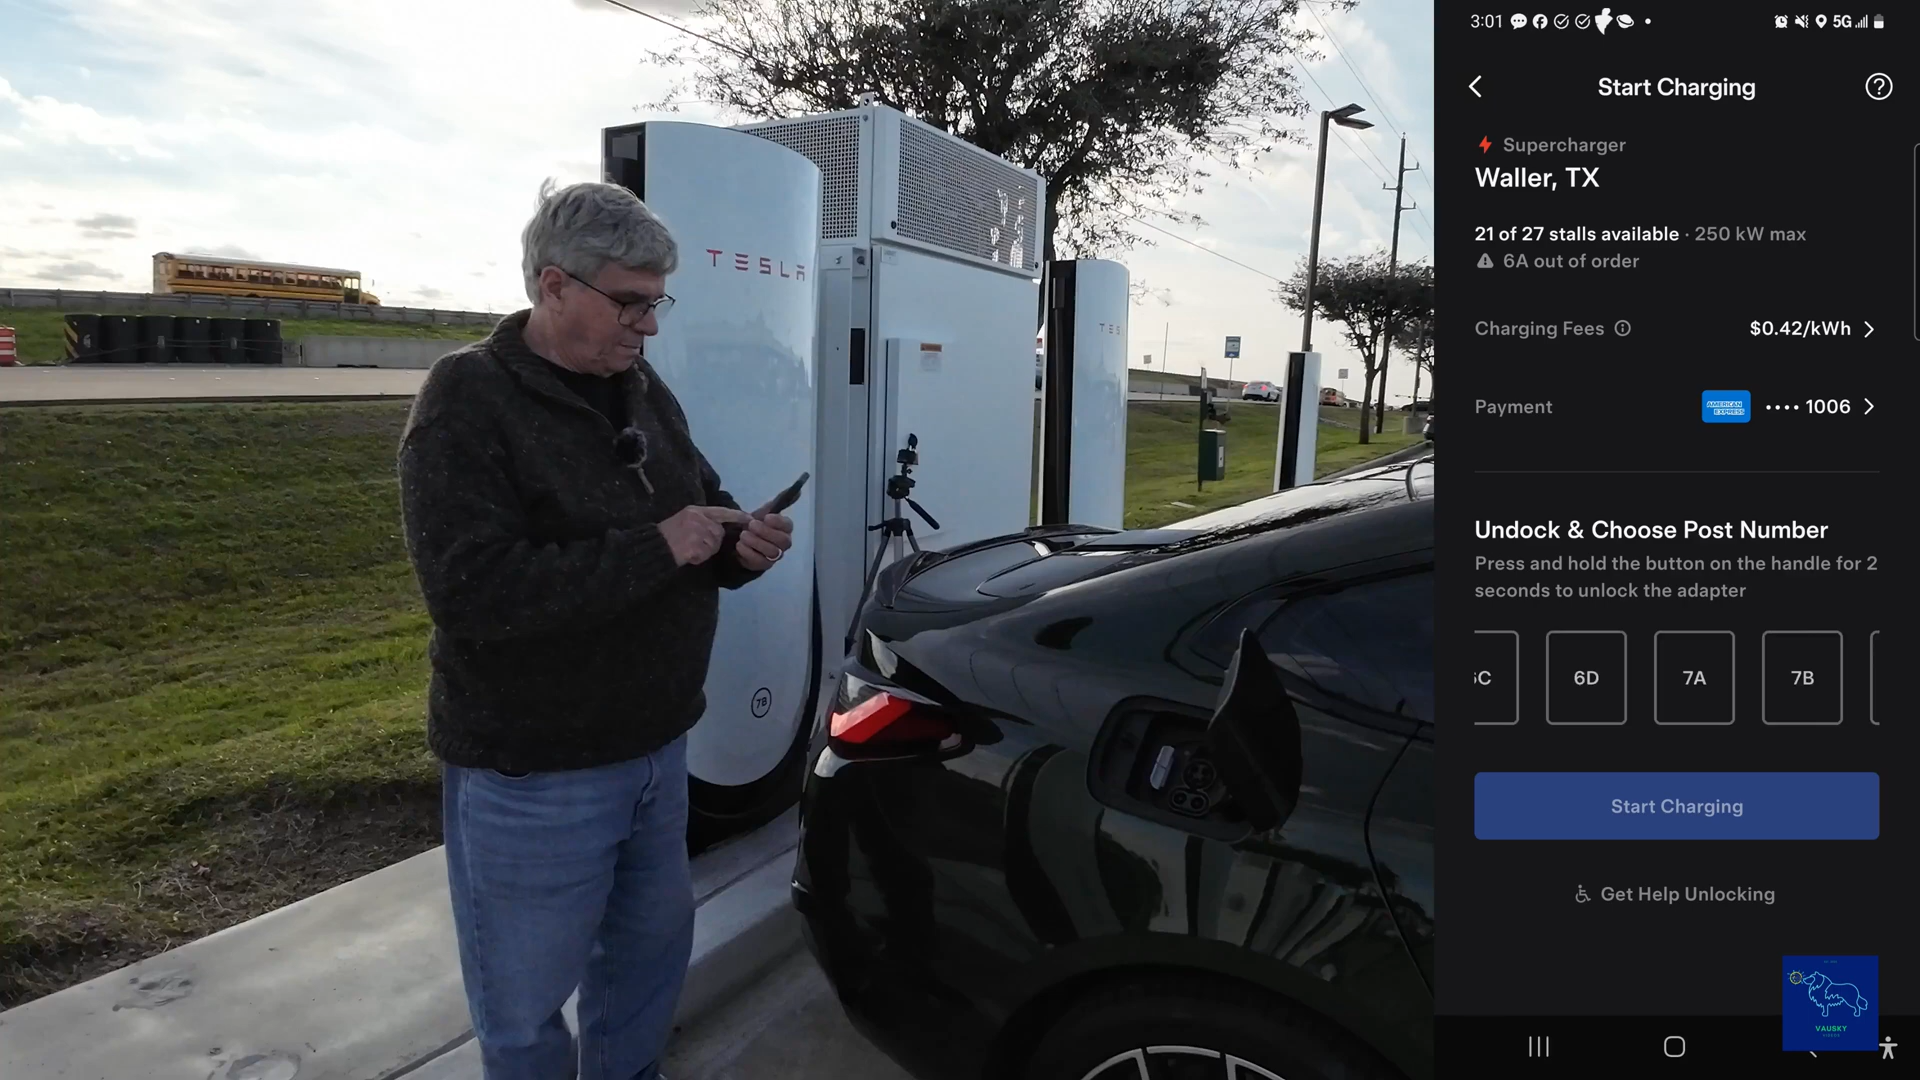 TESLA
TES
7B
3:01
5G
Start Charging
Supercharger
Waller, TX
21 of 27 stalls available · 250 kW max
6A out of order
Charging Fees
$0.42/kWh
Payment
AMERICAN EXPRESS
•••• 1006
Undock & Choose Post Number
Press and hold the button on the handle for 2
seconds to unlock the adapter
6D
7A
7B
Start Charging
Get Help Unlocking
VAUSKY